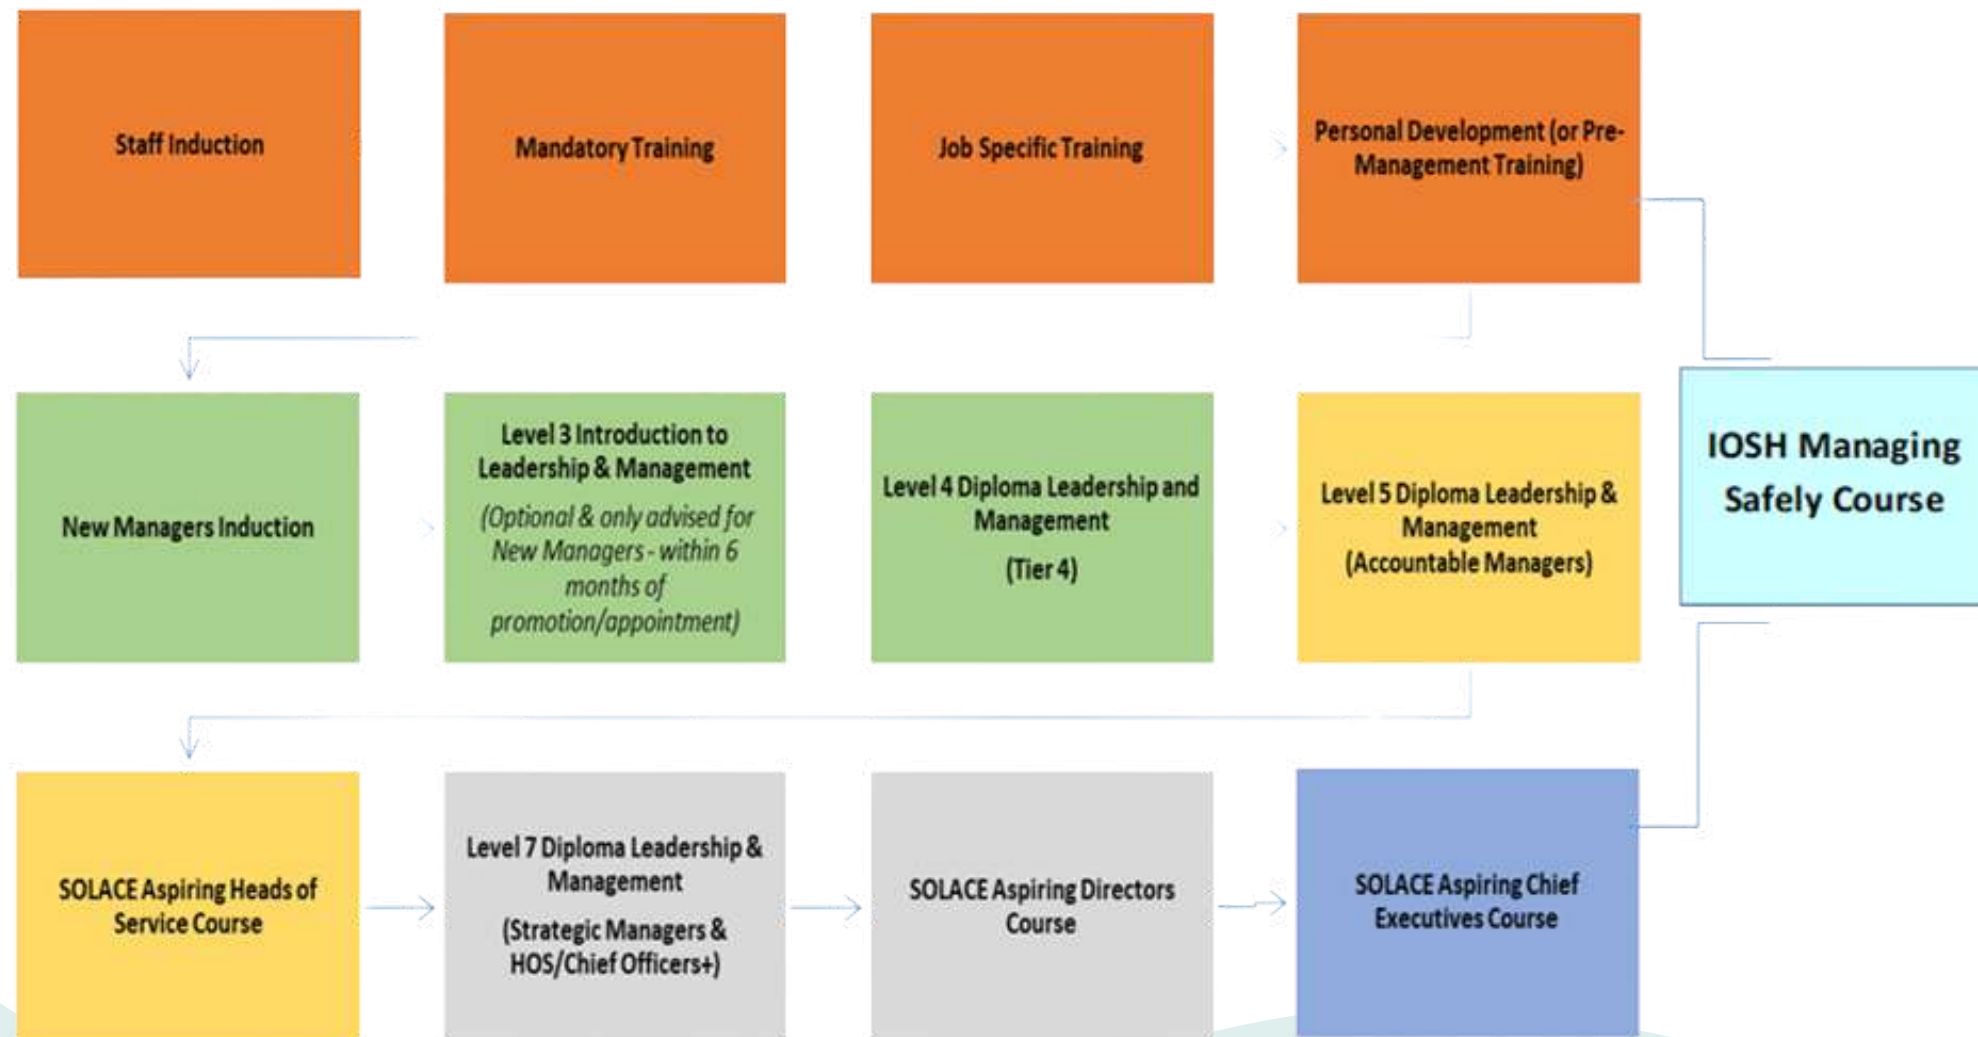 Staff Induction
Mandatory Training
Job Specific Training
Personal Development (or Pre-
Management Training)
New Managers Induction
Level 3 Introduction to
Leadership & Management
(Optional & only advised for
New Managers - within 6
months of
promotion/appointment)
Level 4 Diploma Leadership and
Management
(Tier 4)
Level 5 Diploma Leadership &
Management
(Accountable Managers)
IOSH Managing
Safely Course
SOLACE Aspiring Heads of
Service Course
Level 7 Diploma Leadership &
Management
(Strategic Managers &
HOS/Chief Officers+)
SOLACE Aspiring Directors
Course
SOLACE Aspiring Chief
Executives Course